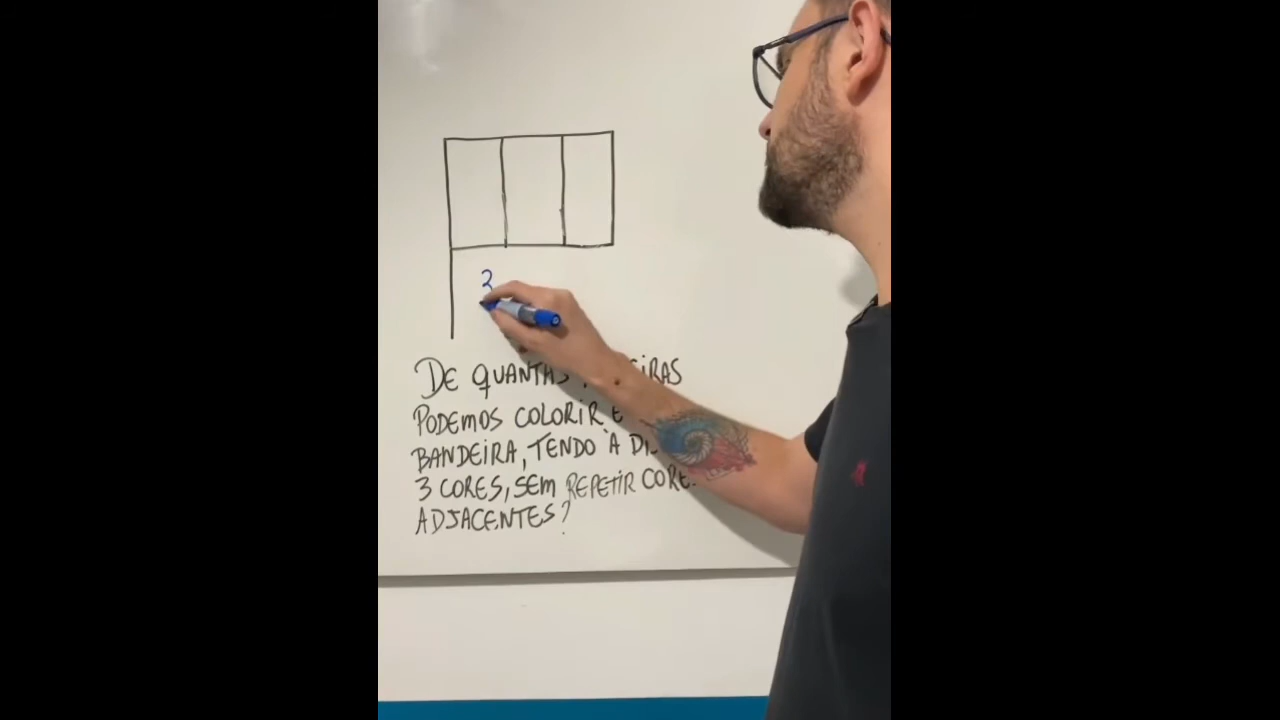 3
DE QUANTAS
PODEMOS COLORIR
BANDEIRA, TENDO À
3 CORES, SEM REPETIR
ADJACENTES?